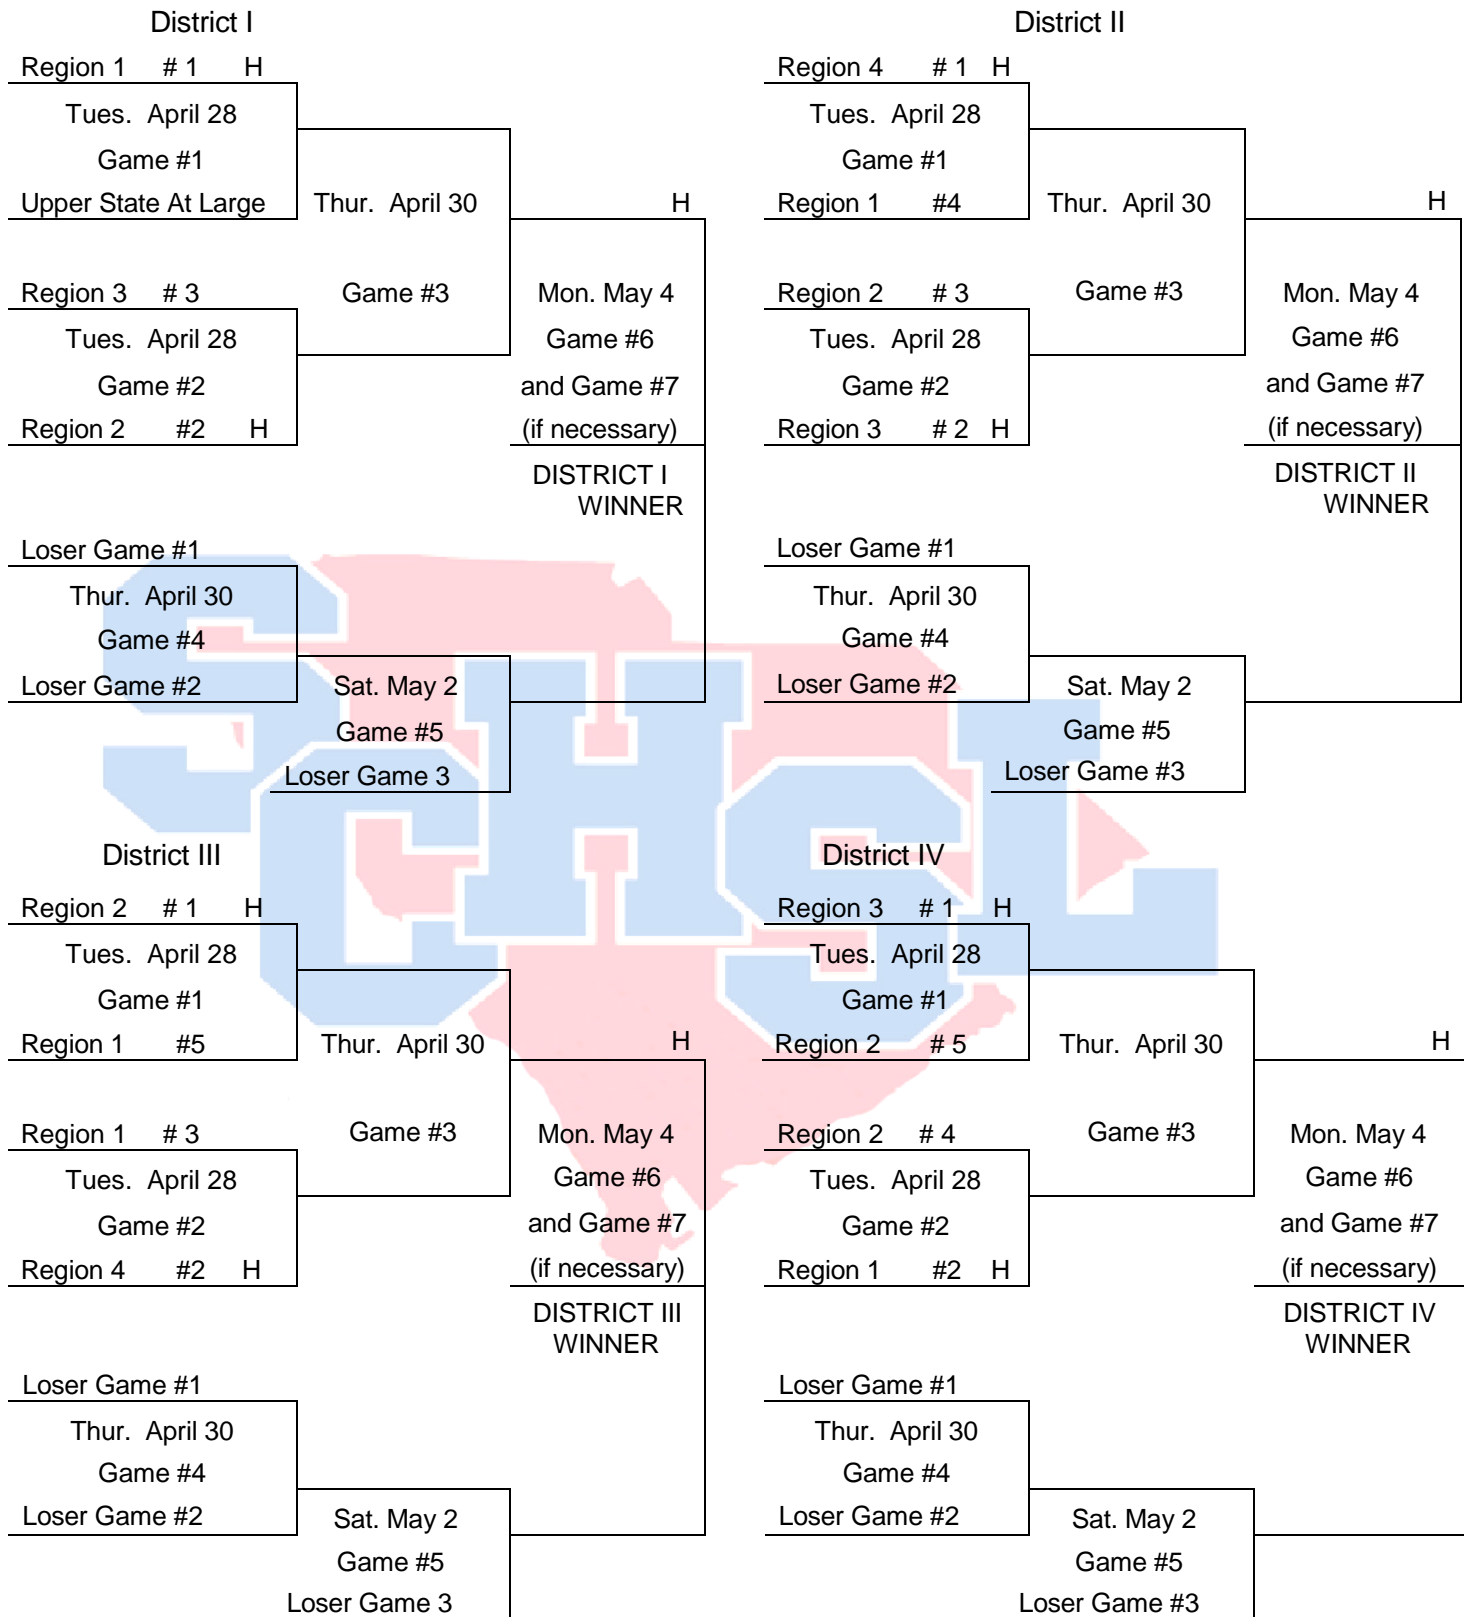 District I
Region 1 # 1 H
Tues. April 28
Game #1
Upper State At Large
Thur. April 30
H
Region 3 # 3
Game #3
Mon. May 4
Tues. April 28
Game #6
Game #2
and Game #7
Region 2 #2 H
(if necessary)
DISTRICT I
WINNER
Loser Game #1
Thur. April 30
Game #4
Loser Game #2
Sat. May 2
Game #5
Loser Game 3
District II
Region 4 # 1 H
Tues. April 28
Game #1
Region 1 #4
Thur. April 30
H
Region 2 # 3
Game #3
Mon. May 4
Tues. April 28
Game #6
Game #2
and Game #7
Region 3 # 2 H
(if necessary)
DISTRICT II
WINNER
Loser Game #1
Thur. April 30
Game #4
Loser Game #2
Sat. May 2
Game #5
Loser Game #3
SCHSL
District III
Region 2 # 1 H
Tues. April 28
Game #1
Region 1 #5
Thur. April 30
H
Region 1 # 3
Game #3
Mon. May 4
Tues. April 28
Game #6
Game #2
and Game #7
Region 4 #2 H
(if necessary)
DISTRICT III
WINNER
Loser Game #1
Thur. April 30
Game #4
Loser Game #2
Sat. May 2
Game #5
Loser Game 3
District IV
Region 3 # 1 H
Tues. April 28
Game #1
Region 2 # 5
Thur. April 30
H
Region 2 # 4
Game #3
Mon. May 4
Tues. April 28
Game #6
Game #2
and Game #7
Region 1 #2 H
(if necessary)
DISTRICT IV
WINNER
Loser Game #1
Thur. April 30
Game #4
Loser Game #2
Sat. May 2
Game #5
Loser Game #3